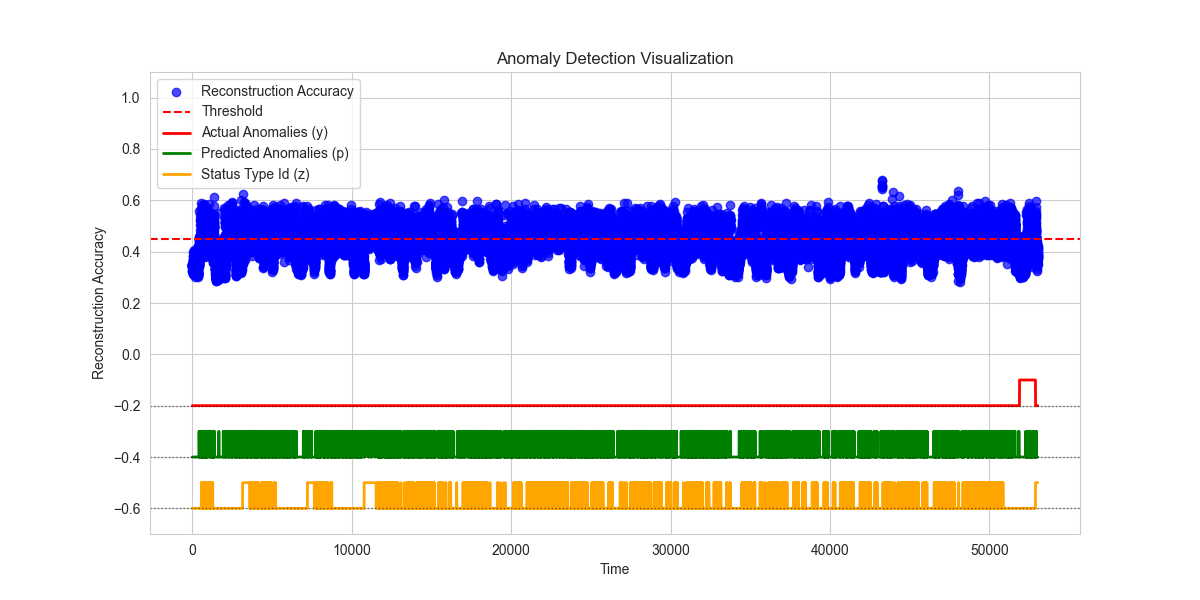 Anomaly Detection Visualization
Reconstruction Accuracy
Threshold
Actual Anomalies (y)
Predicted Anomalies (p)
Status Type Id (z)
Reconstruction Accuracy
1.0
0.8
0.6
0.4
0.2
0.0
−0.2
−0.4
−0.6
0 10000 20000 30000 40000 50000
Time